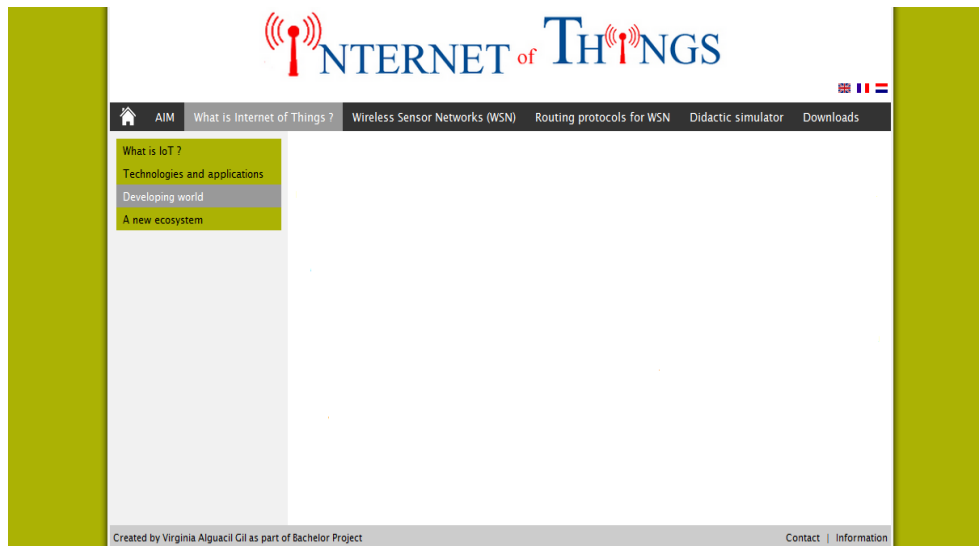 INTERNET of THINGS
AIM What is Internet of Things ? Wireless Sensor Networks (WSN) Routing protocols for WSN Didactic simulator Downloads
What is IoT ?
Technologies and applications
Developing world
A new ecosystem
Created by Virginia Alguacil Gil as part of Bachelor Project Contact | Information